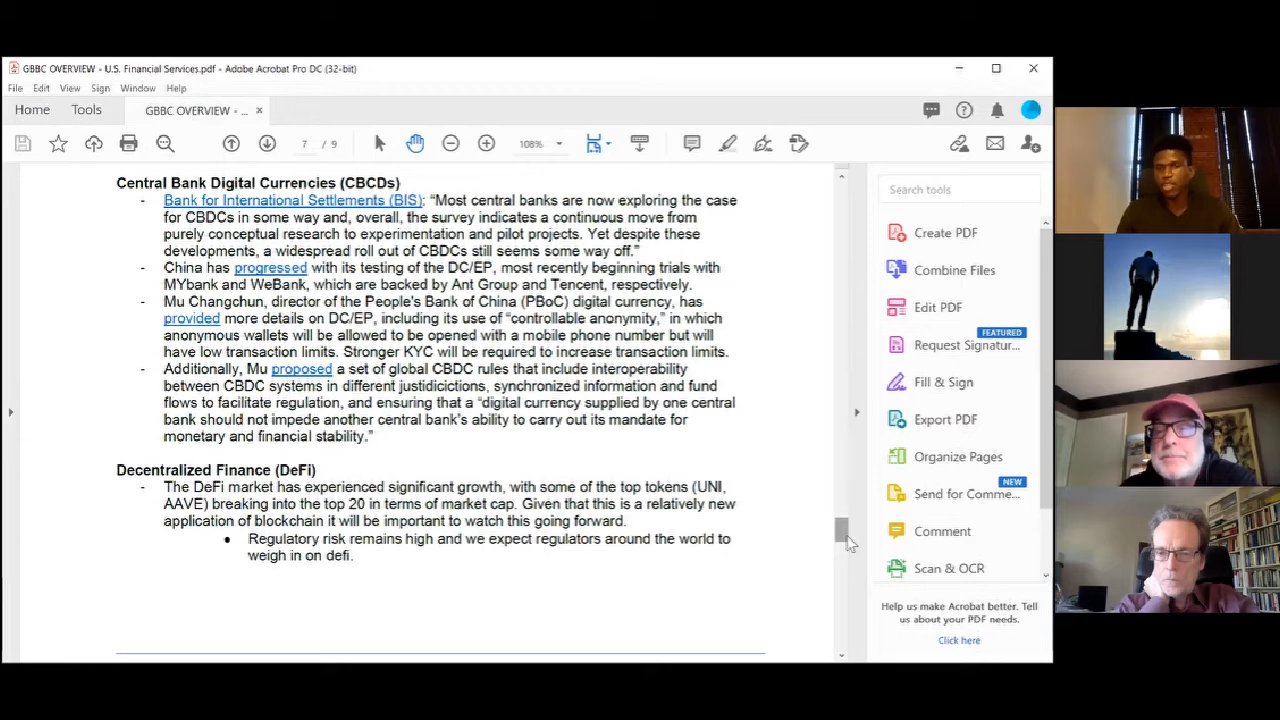 GBBC OVERVIEW - U.S. Financial Services.pdf - Adobe Acrobat Pro DC (32-bit)
File Edit View Sign Window Help
Home Tools GBBC OVERVIEW - ... ×
7 / 9 108%
Central Bank Digital Currencies (CBCDs)
- Bank for International Settlements (BIS): “Most central banks are now exploring the case
for CBDCs in some way and, overall, the survey indicates a continuous move from
purely conceptual research to experimentation and pilot projects. Yet despite these
developments, a widespread roll out of CBDCs still seems some way off.”
- China has progressed with its testing of the DC/EP, most recently beginning trials with
MYbank and WeBank, which are backed by Ant Group and Tencent, respectively.
- Mu Changchun, director of the People's Bank of China (PBoC) digital currency, has
provided more details on DC/EP, including its use of “controllable anonymity,” in which
anonymous wallets will be allowed to be opened with a mobile phone number but will
have low transaction limits. Stronger KYC will be required to increase transaction limits.
- Additionally, Mu proposed a set of global CBDC rules that include interoperability
between CBDC systems in different justidicictions, synchronized information and fund
flows to facilitate regulation, and ensuring that a “digital currency supplied by one central
bank should not impede another central bank's ability to carry out its mandate for
monetary and financial stability.”
Decentralized Finance (DeFi)
- The DeFi market has experienced significant growth, with some of the top tokens (UNI,
AAVE) breaking into the top 20 in terms of market cap. Given that this is a relatively new
application of blockchain it will be important to watch this going forward.
• Regulatory risk remains high and we expect regulators around the world to
weigh in on defi.
Search tools
Create PDF
Combine Files
Edit PDF
FEATURED
Request Signatur...
Fill & Sign
Export PDF
Organize Pages
NEW
Send for Comme...
Comment
Scan & OCR
Help us make Acrobat better. Tell
us about your PDF needs.
Click here